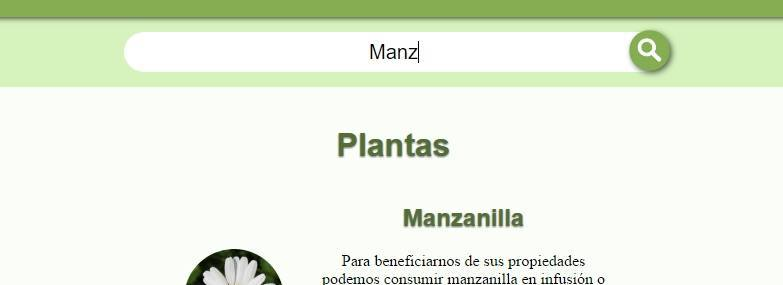 Manz
Plantas
Manzanilla
Para beneficiarnos de sus propiedades
podemos consumir manzanilla en infusión o